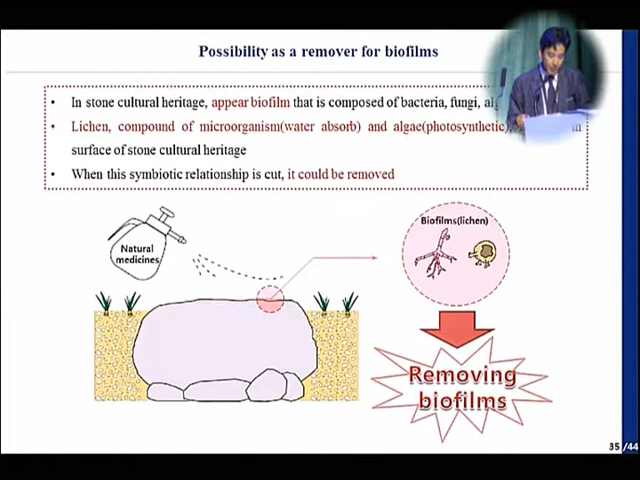 Possibility as a remover for biofilms
• In stone cultural heritage, appear biofilm that is composed of bacteria, fungi,
• Lichen, compound of microorganism(water absorb) and algae(photosynthetic)
surface of stone cultural heritage
• When this symbiotic relationship is cut, it could be removed
Natural
medicines
Biofilms(lichen)
Removing
biofilms
35 /44